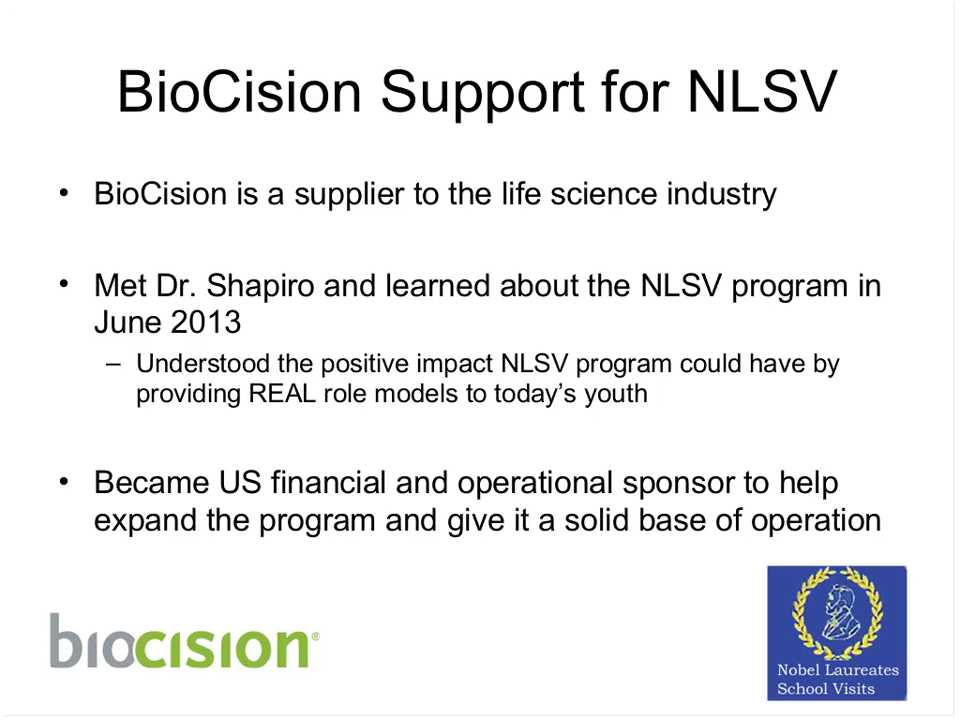 BioCision Support for NLSV
• BioCision is a supplier to the life science industry
• Met Dr. Shapiro and learned about the NLSV program in
June 2013
– Understood the positive impact NLSV program could have by
providing REAL role models to today’s youth
• Became US financial and operational sponsor to help
expand the program and give it a solid base of operation
biocision®
Nobel Laureates
School Visits